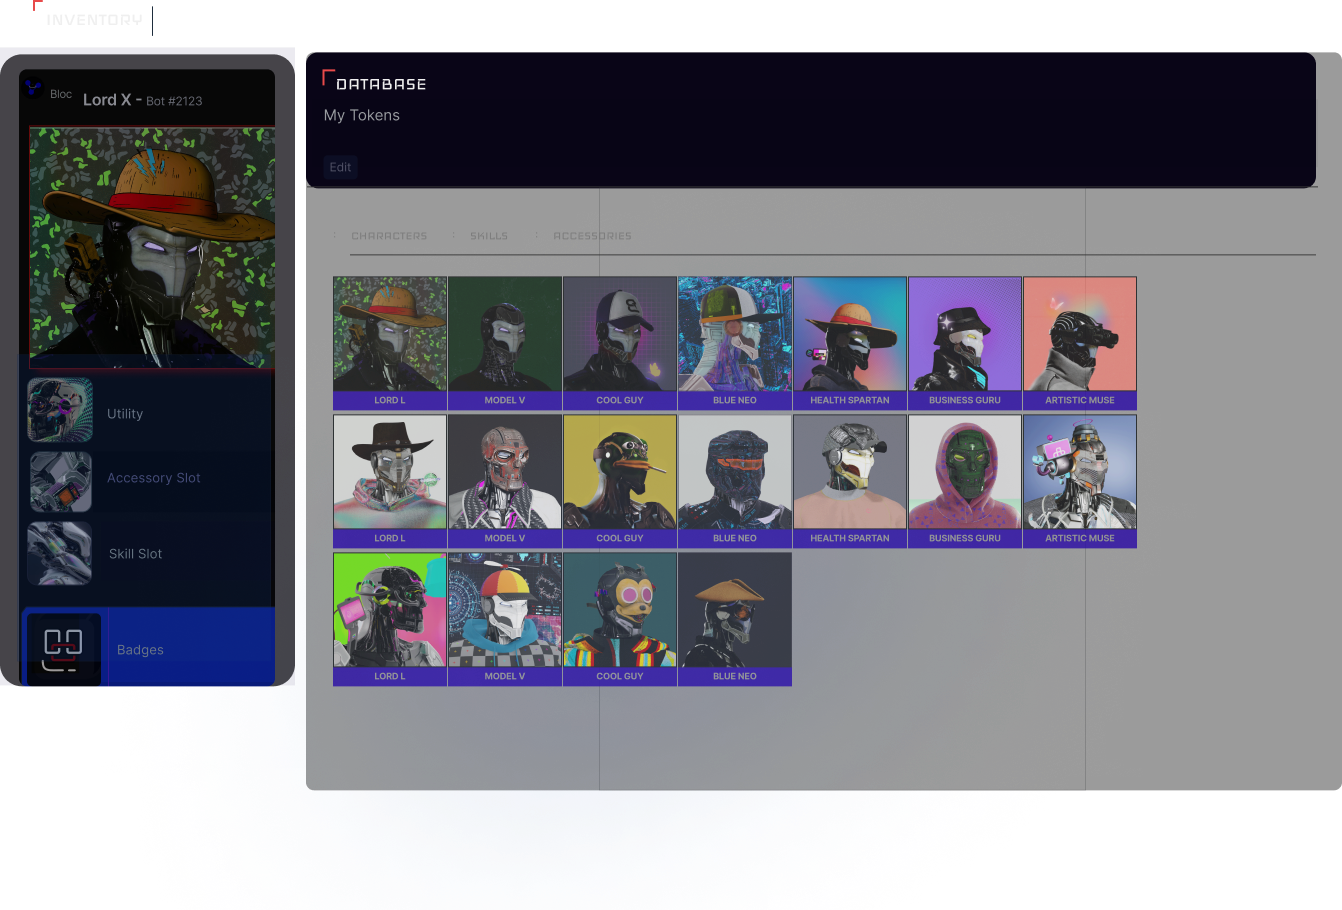 INVENTORY
Bloc Lord X - Bot #2123
Utility
Accessory Slot
Skill Slot
Badges
DATABASE
My Tokens
Edit
: CHARACTERS : SKILLS : ACCESSORIES
LORD L MODEL V COOL GUY BLUE NEO HEALTH SPARTAN BUSINESS GURU ARTISTIC MUSE
LORD L MODEL V COOL GUY BLUE NEO HEALTH SPARTAN BUSINESS GURU ARTISTIC MUSE
LORD L MODEL V COOL GUY BLUE NEO